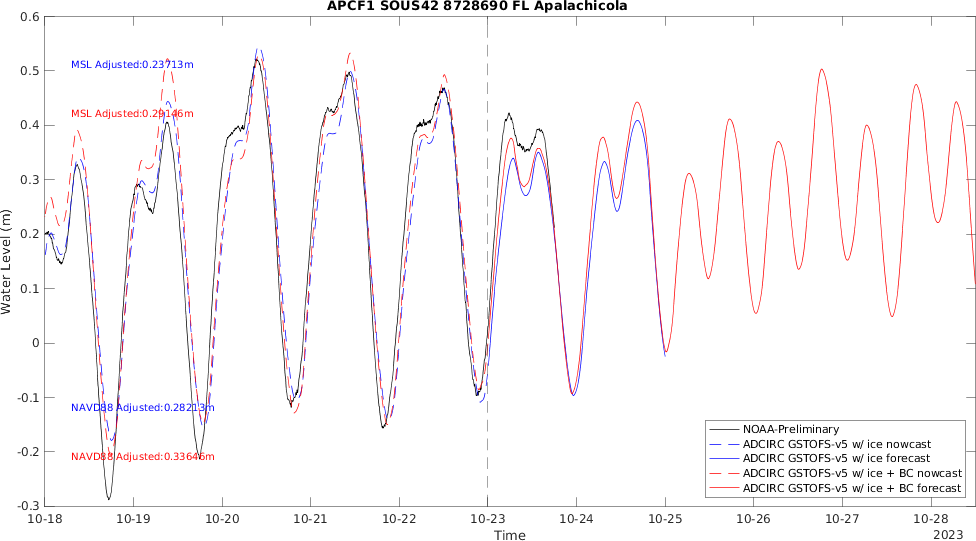 APCF1 SOUS42 8728690 FL Apalachicola
0.6
0.5
0.4
0.3
0.2
0.1
0
-0.1
-0.2
-0.3
Water Level (m)
MSL Adjusted:0.23713m
MSL Adjusted:0.29146m
NAVD88 Adjusted:0.28213m
NAVD88 Adjusted:0.33646m
NOAA-Preliminary
ADCIRC GSTOFS-v5 w/ ice nowcast
ADCIRC GSTOFS-v5 w/ ice forecast
ADCIRC GSTOFS-v5 w/ ice + BC nowcast
ADCIRC GSTOFS-v5 w/ ice + BC forecast
10-18 10-19 10-20 10-21 10-22 10-23 10-24 10-25 10-26 10-27 10-28
Time
2023